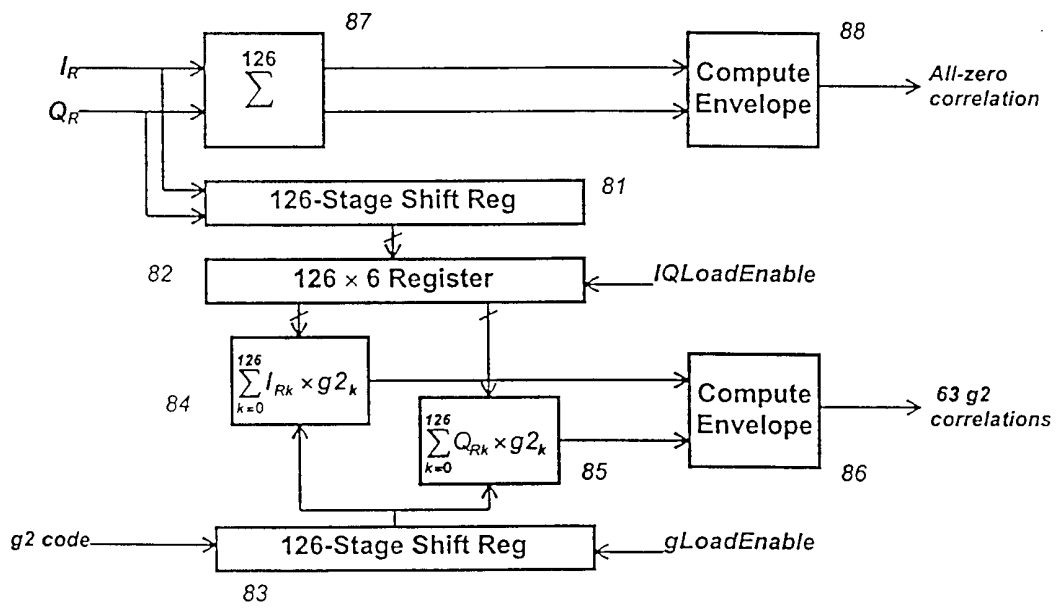 87
88
126
∑
I_R
Q_R
Compute
Envelope
All-zero
correlation
126-Stage Shift Reg
81
82
126 × 6 Register
IQLoadEnable
126
∑ I_Rk × g2_k
k=0
84
126
∑ Q_Rk × g2_k
k=0
85
Compute
Envelope
86
63 g2
correlations
g2 code
126-Stage Shift Reg
gLoadEnable
83